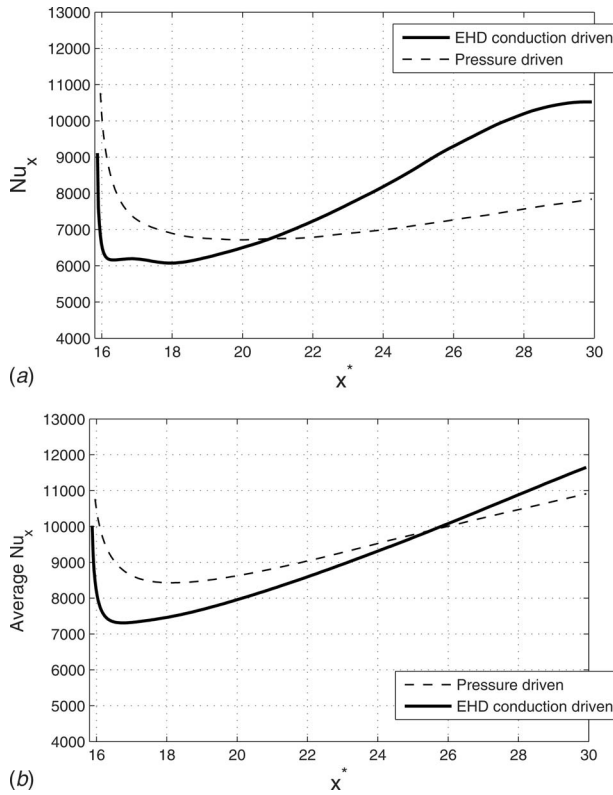 13000
12000
11000
10000
9000
8000
7000
6000
5000
4000
Nu_x
EHD conduction driven
Pressure driven
16 18 20 22 24 26 28 30
(a)
x*
13000
12000
11000
10000
9000
8000
7000
6000
5000
4000
Average Nu_x
Pressure driven
EHD conduction driven
16 18 20 22 24 26 28 30
(b)
x*